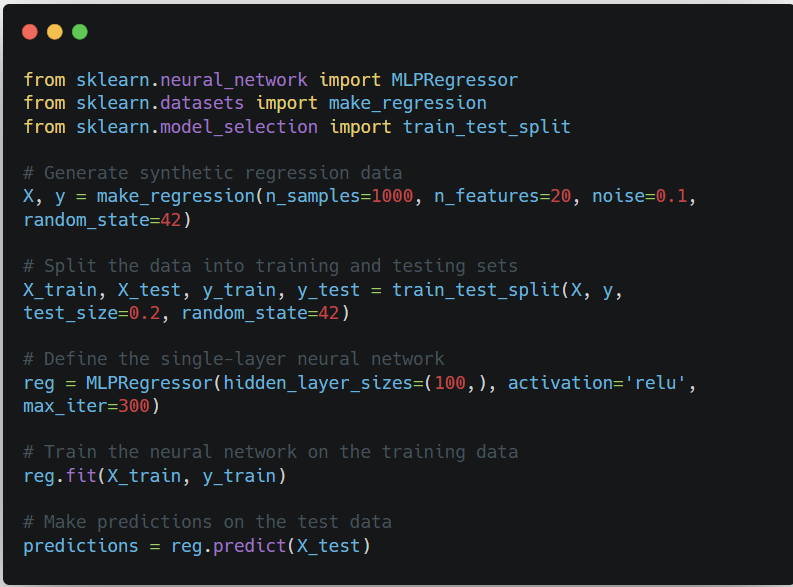 from sklearn.neural_network import MLPRegressor
from sklearn.datasets import make_regression
from sklearn.model_selection import train_test_split
# Generate synthetic regression data
X, y = make_regression(n_samples=1000, n_features=20, noise=0.1,
random_state=42)
# Split the data into training and testing sets
X_train, X_test, y_train, y_test = train_test_split(X, y,
test_size=0.2, random_state=42)
# Define the single-layer neural network
reg = MLPRegressor(hidden_layer_sizes=(100,), activation='relu',
max_iter=300)
# Train the neural network on the training data
reg.fit(X_train, y_train)
# Make predictions on the test data
predictions = reg.predict(X_test)